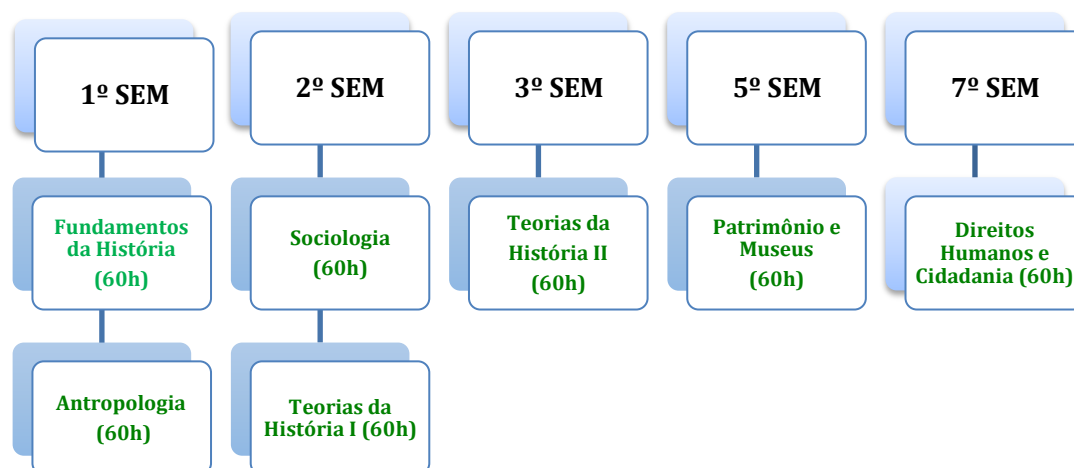 1º SEM
2º SEM
3º SEM
5º SEM
7º SEM
Fundamentos
da História
(60h)
Sociologia
(60h)
Teorias da
História II
(60h)
Patrimônio e
Museus
(60h)
Direitos
Humanos e
Cidadania (60h)
Antropologia
(60h)
Teorias da
História I (60h)